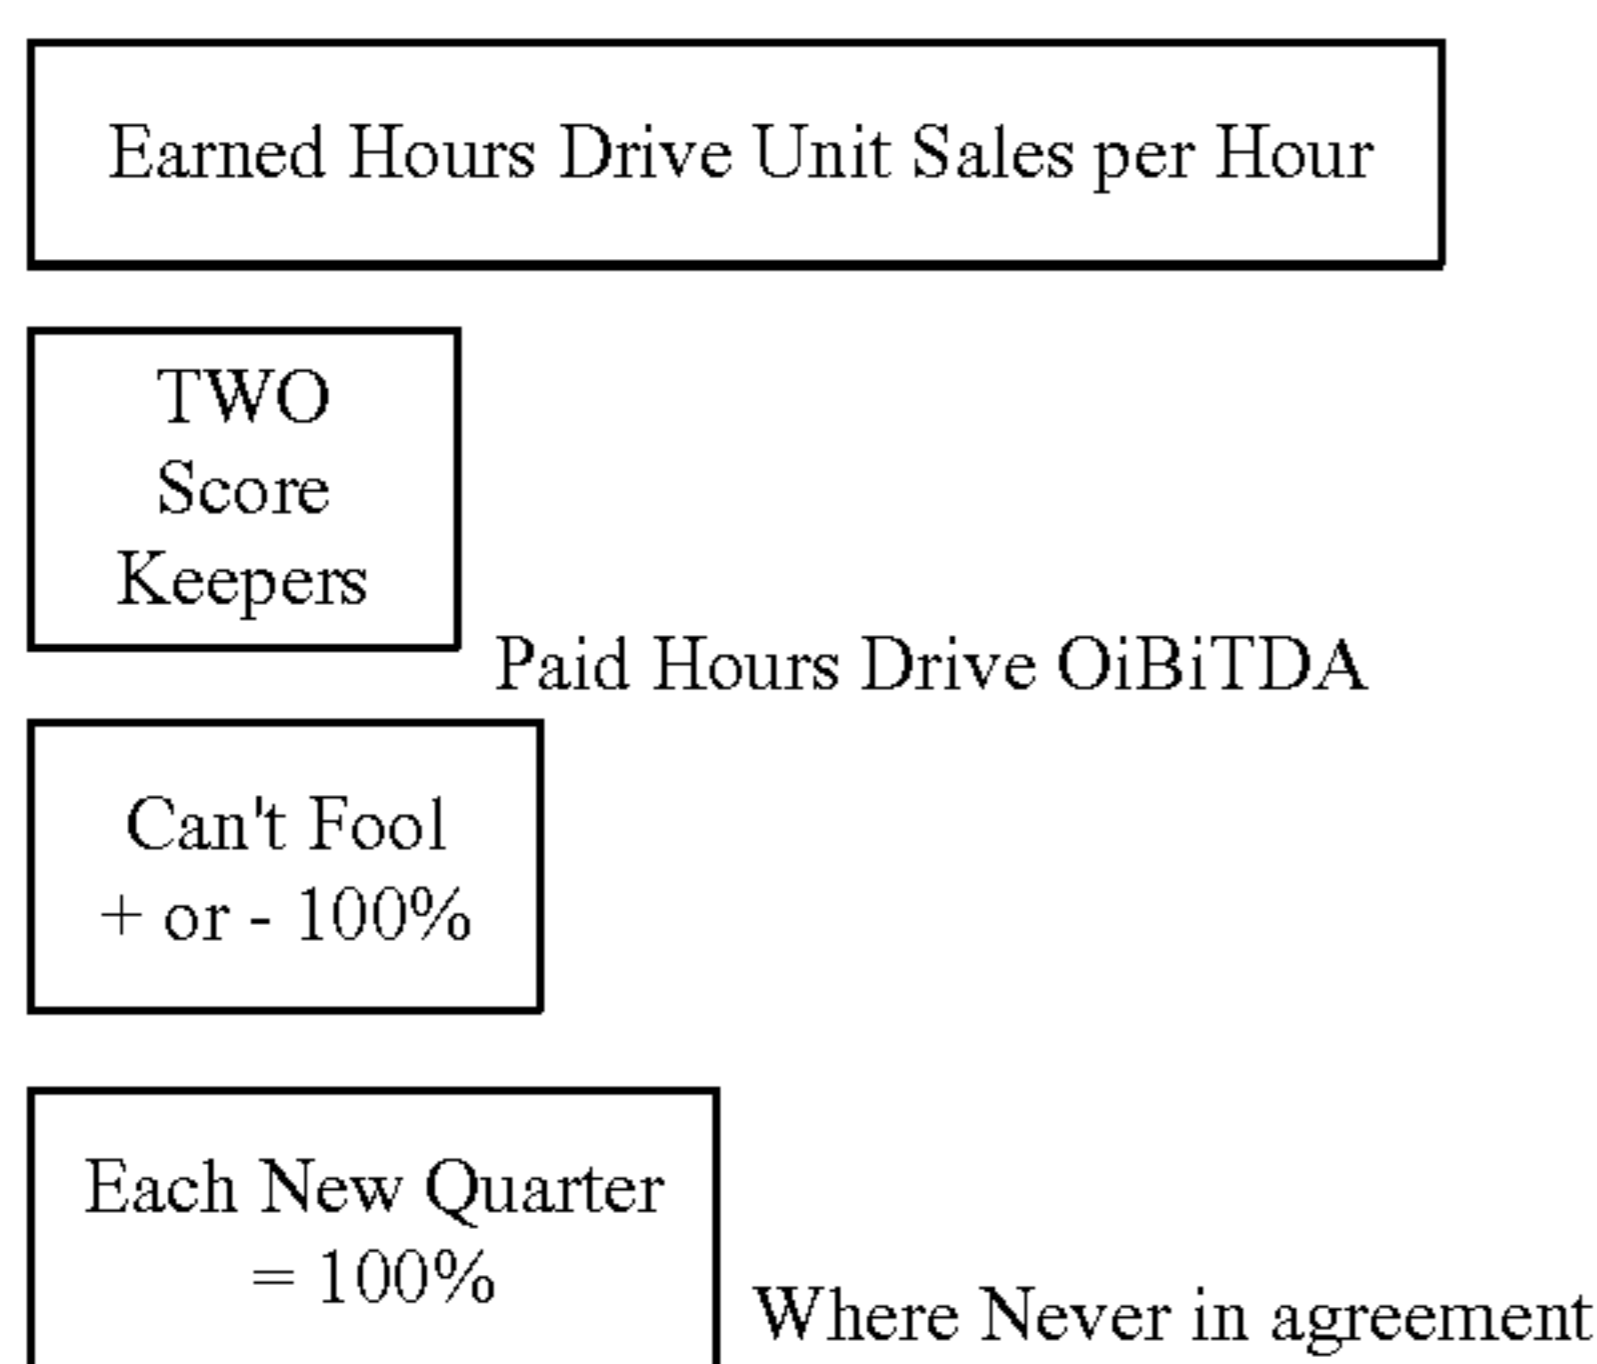 Earned Hours Drive Unit Sales per Hour
TWO
Score
Keepers
Paid Hours Drive OiBiTDA
Can't Fool
+ or - 100%
Each New Quarter
= 100%
Where Never in agreement